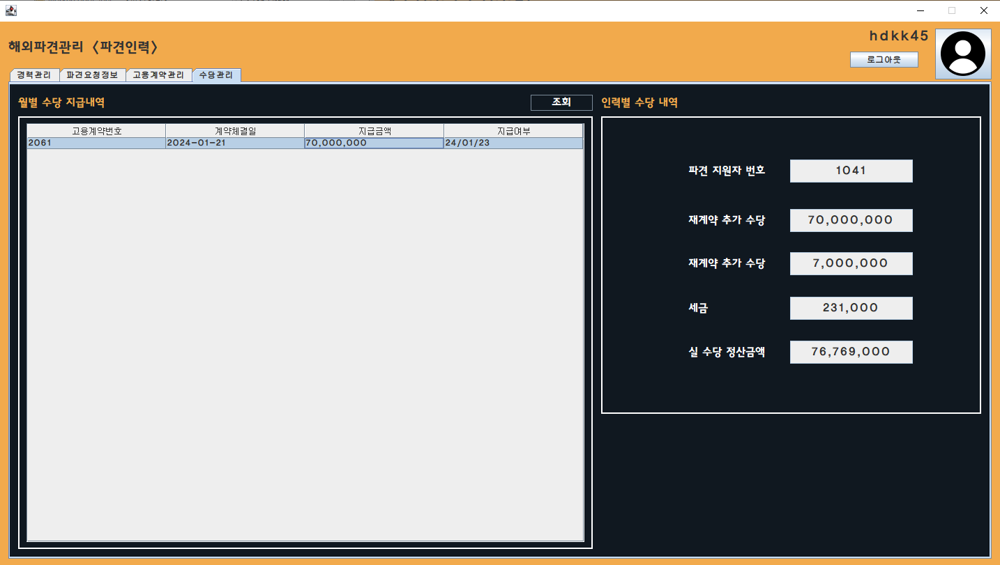 hdkk45
해외파견관리 〈파견인력〉
로그아웃
경력관리 파견요청정보 고용계약관리 수당관리
월별 수당 지급내역
조회
고용계약번호 계약체결일 지급금액 지급여부
2061 2024-01-21 70,000,000 24/01/23
인력별 수당 내역
파견 지원자 번호 1041
재계약 추가 수당 70,000,000
재계약 추가 수당 7,000,000
세금 231,000
실 수당 정산금액 76,769,000